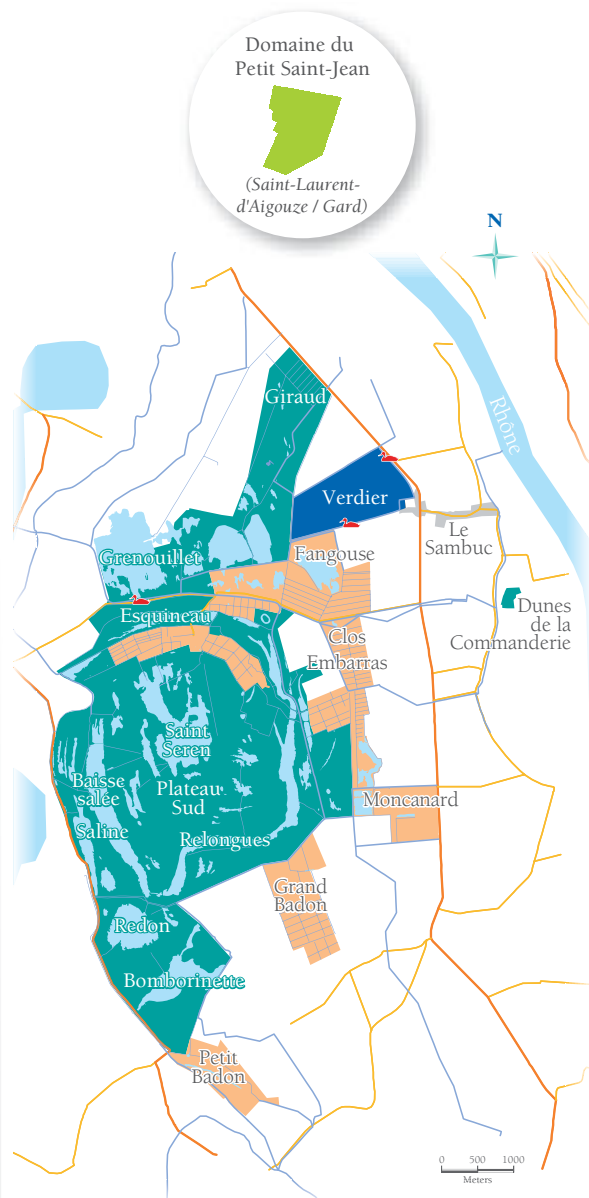 Domaine du
Petit Saint-Jean
(Saint-Laurent-
d'Aigouze / Gard)
N
Giraud
Rhône
Verdier
Le
Sambuc
Grenouillet
Fangouse
Esquineau
Dunes
de la
Commanderie
Clos
Embarras
Saint
Seren
Baisse
salée
Plateau
Sud
Moncanard
Saline
Relongues
Grand
Badon
Redon
Bomborinette
Petit
Badon
0 500 1000
Meters